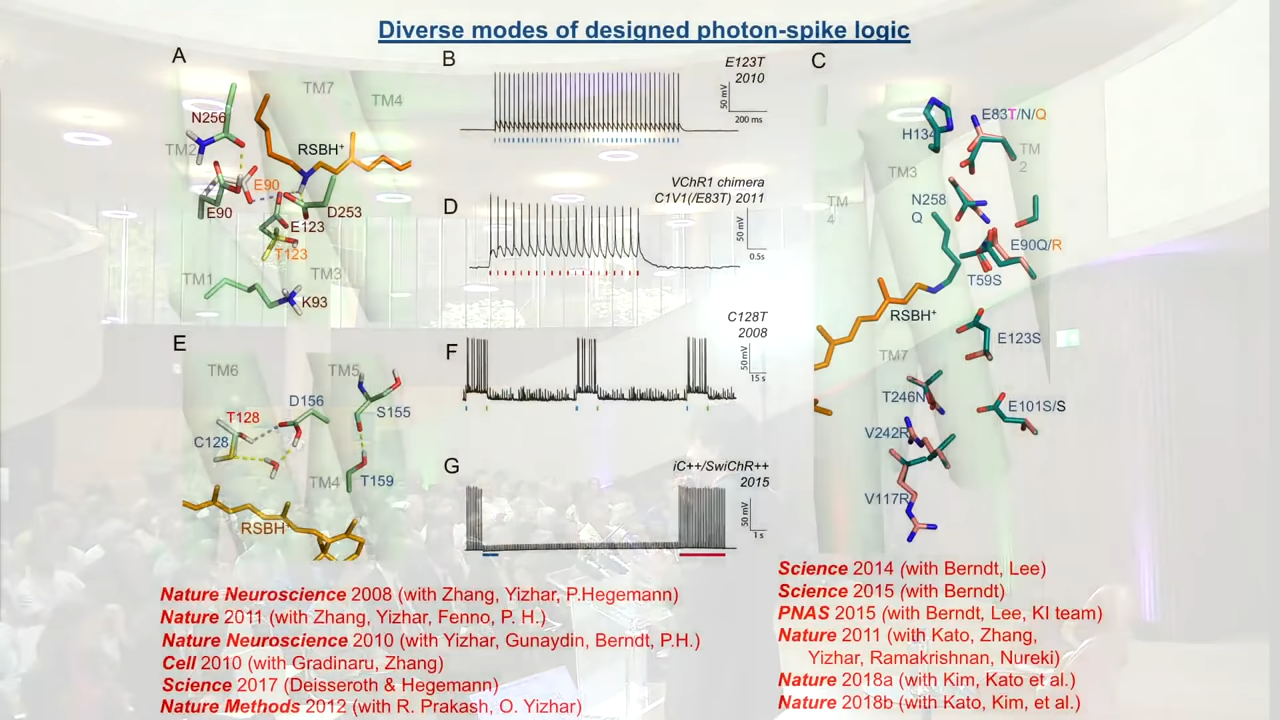 Diverse modes of designed photon-spike logic
A
TM7
TM4
N256
TM2
RSBH+
E90
E90
D253
E123
T123
TM1
TM3
K93
B
E123T
2010
50 mV
200 ms
D
VChR1 chimera
C1V1(/E83T) 2011
50 mV
0.5s
C
H134
E83T/N/Q
TM
2
TM3
TM
4
N258
Q
E90Q/R
T59S
RSBH+
E123S
TM7
T246N
E101S/S
V242R
V117R
E
TM6
TM5
D156
T128
S155
C128
TM4
T159
RSBH+
F
C128T
2008
50 mV
15 s
G
iC++/SwiChR++
2015
50 mV
1 s
Nature Neuroscience 2008 (with Zhang, Yizhar, P.Hegemann)
Nature 2011 (with Zhang, Yizhar, Fenno, P. H.)
Nature Neuroscience 2010 (with Yizhar, Gunaydin, Berndt, P.H.)
Cell 2010 (with Gradinaru, Zhang)
Science 2017 (Deisseroth & Hegemann)
Nature Methods 2012 (with R. Prakash, O. Yizhar)
Science 2014 (with Berndt, Lee)
Science 2015 (with Berndt)
PNAS 2015 (with Berndt, Lee, KI team)
Nature 2011 (with Kato, Zhang,
Yizhar, Ramakrishnan, Nureki)
Nature 2018a (with Kim, Kato et al.)
Nature 2018b (with Kato, Kim, et al.)